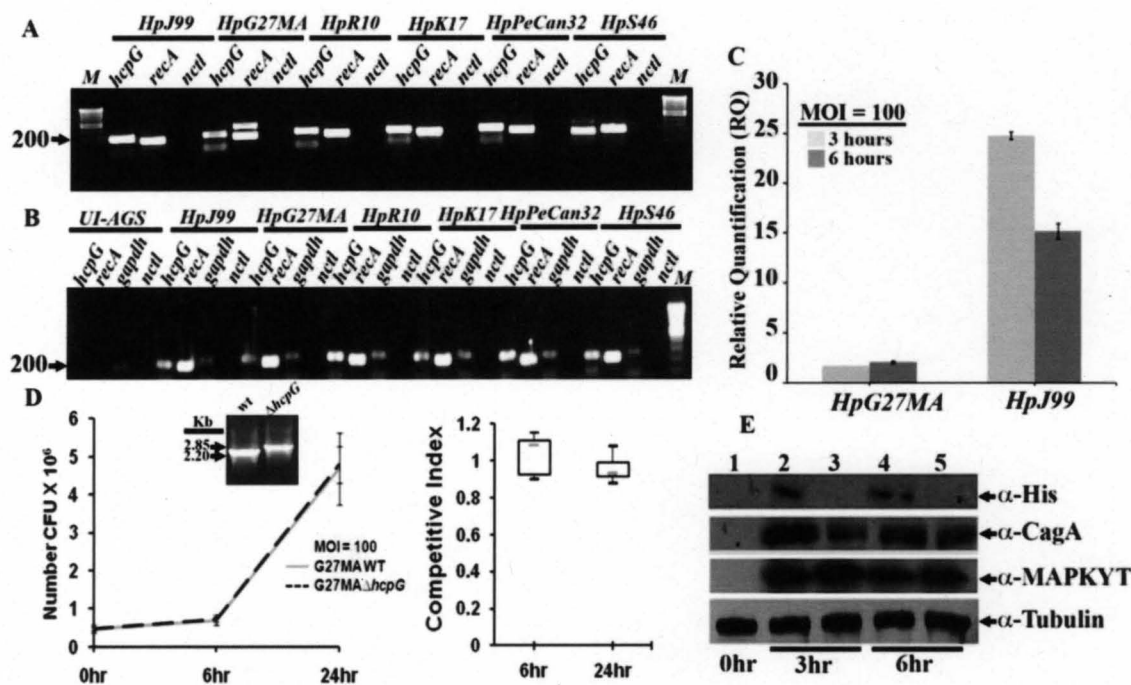 A
HpJ99 HpG27MA HpR10 HpK17 HpPeCan32 HpS46
M hcpG recA nctl hcpG recA nctl hcpG recA nctl hcpG recA nctl hcpG recA nctl hcpG recA nctl M
200
B
UI-AGS HpJ99 HpG27MA HpR10 HpK17 HpPeCan32 HpS46
hcpG recA gapdh nctl hcpG recA gapdh nctl hcpG recA gapdh nctl hcpG recA gapdh nctl hcpG recA gapdh nctl hcpG recA gapdh nctl hcpG recA gapdh nctl M
200
C
Relative Quantification (RQ)
30
25
20
15
10
5
0
MOI = 100
3 hours
6 hours
HpG27MA HpJ99
D
Number CFU X 10⁶
6
5
4
3
2
1
0
wt ΔhcpG
Kb
2.85
2.20
MOI = 100
G27MA WT
G27MA ΔhcpG
0hr 6hr 24hr
Competitive Index
1.2
1
0.8
0.6
0.4
0.2
0
6hr 24hr
E
1 2 3 4 5
α-His
α-CagA
α-MAPKYT
α-Tubulin
0hr 3hr 6hr